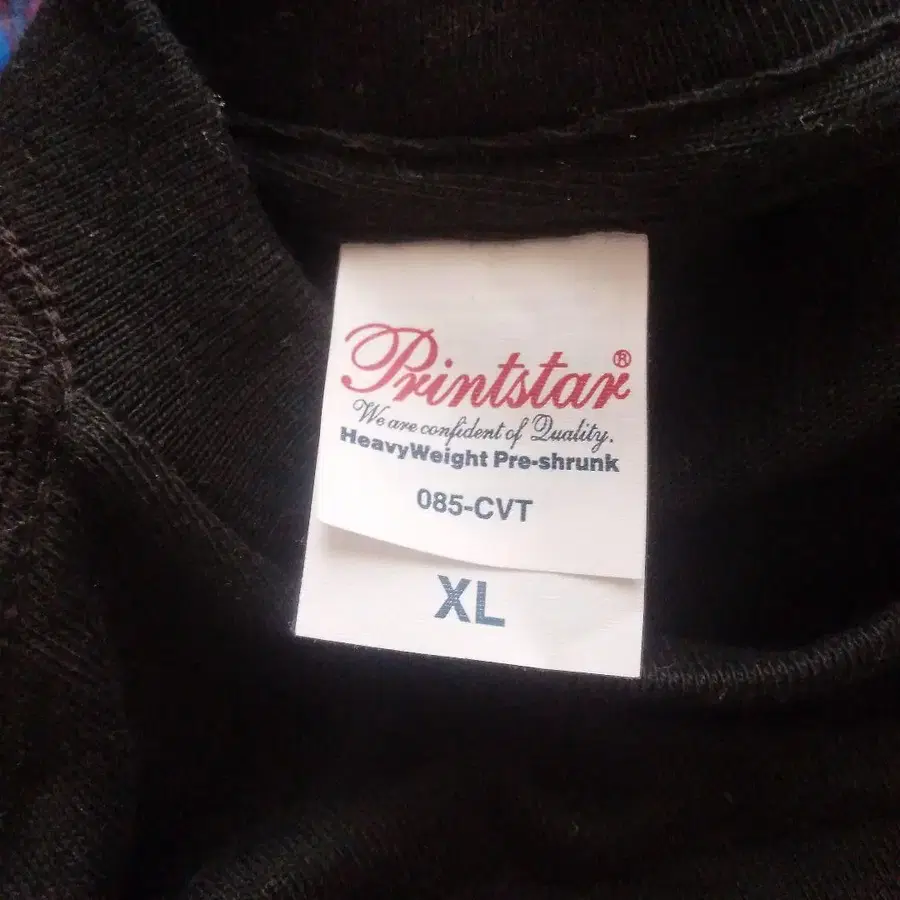 Printstar®
We are confident of Quality.
HeavyWeight Pre-shrunk
085-CVT
XL